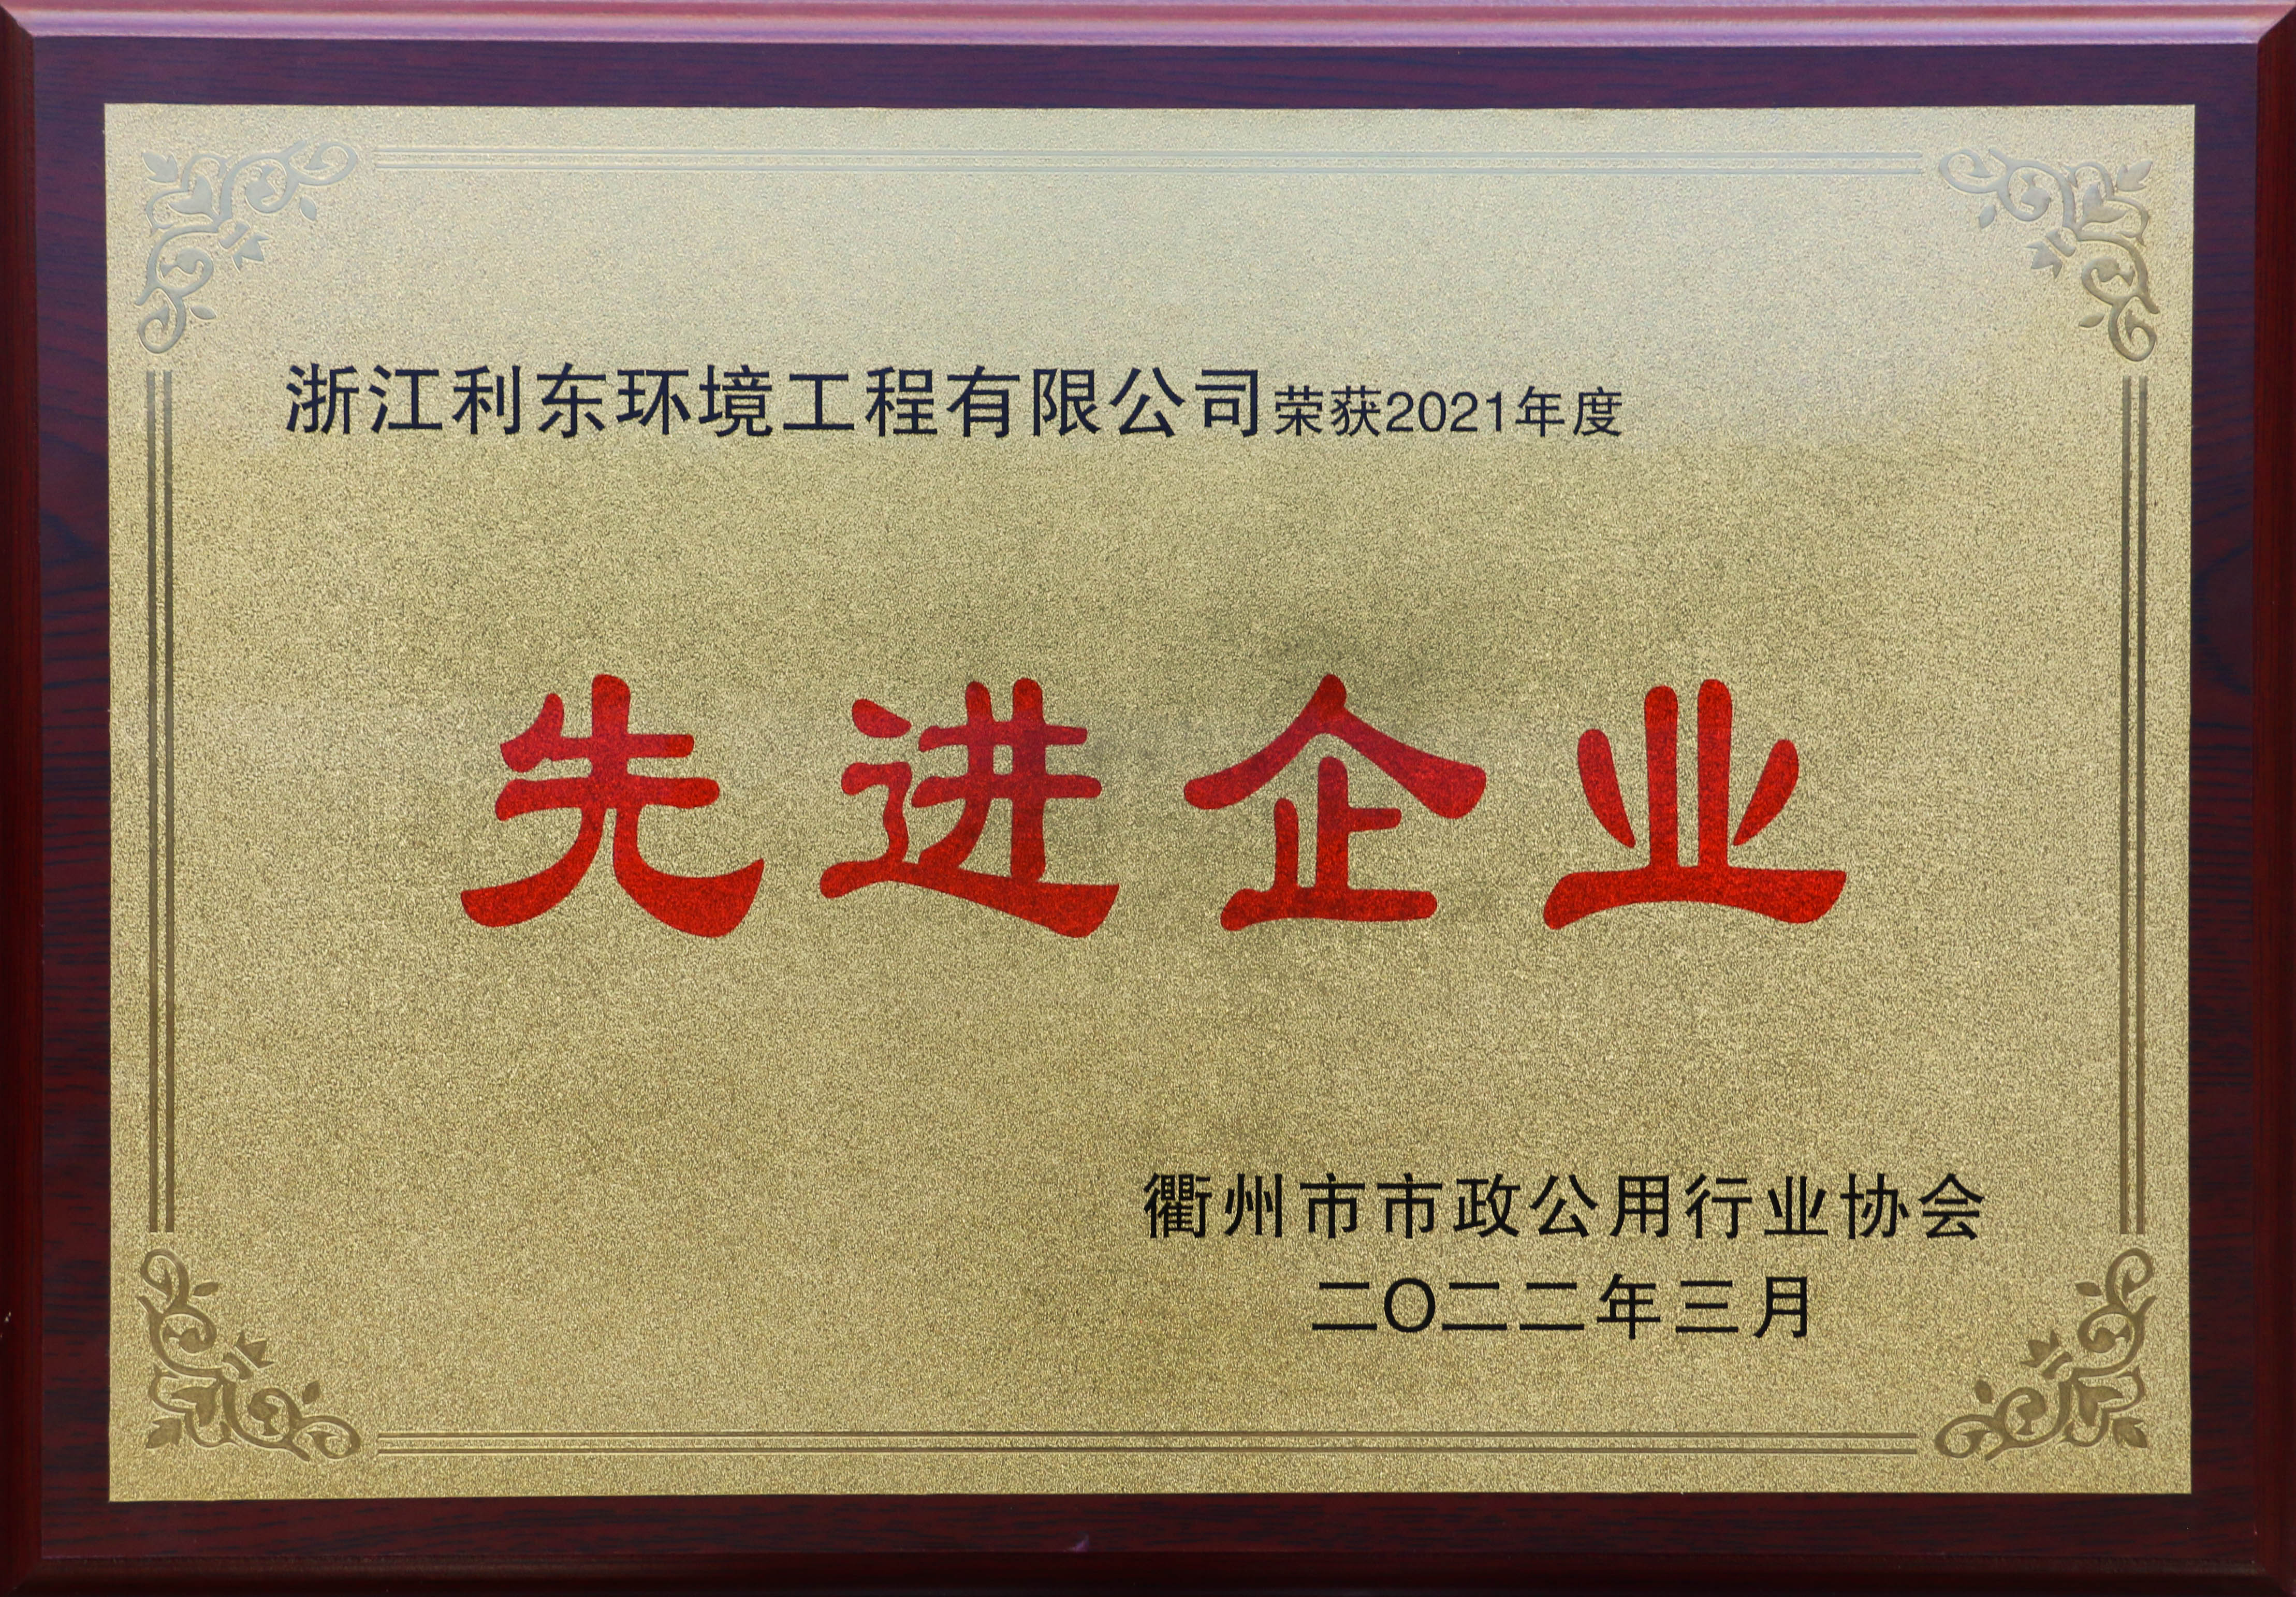 浙江利东环境工程有限公司荣获2021年度
先进企业
衢州市市政公用行业协会
二〇二二年三月